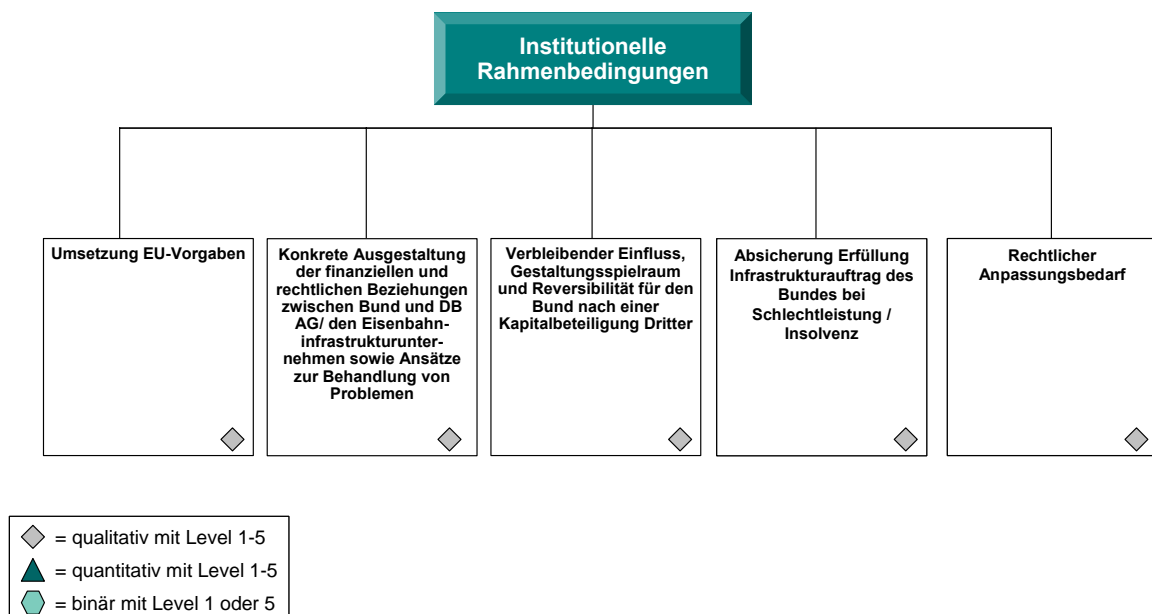 Institutionelle
Rahmenbedingungen
Umsetzung EU-Vorgaben
Konkrete Ausgestaltung
der finanziellen und
rechtlichen Beziehungen
zwischen Bund und DB
AG/ den Eisenbahn-
infrastrukturunter-
nehmen sowie Ansätze
zur Behandlung von
Problemen
Verbleibender Einfluss,
Gestaltungsspielraum
und Reversibilität für den
Bund nach einer
Kapitalbeteiligung Dritter
Absicherung Erfüllung
Infrastrukturauftrag des
Bundes bei
Schlechtleistung /
Insolvenz
Rechtlicher
Anpassungsbedarf
= qualitativ mit Level 1-5
= quantitativ mit Level 1-5
= binär mit Level 1 oder 5